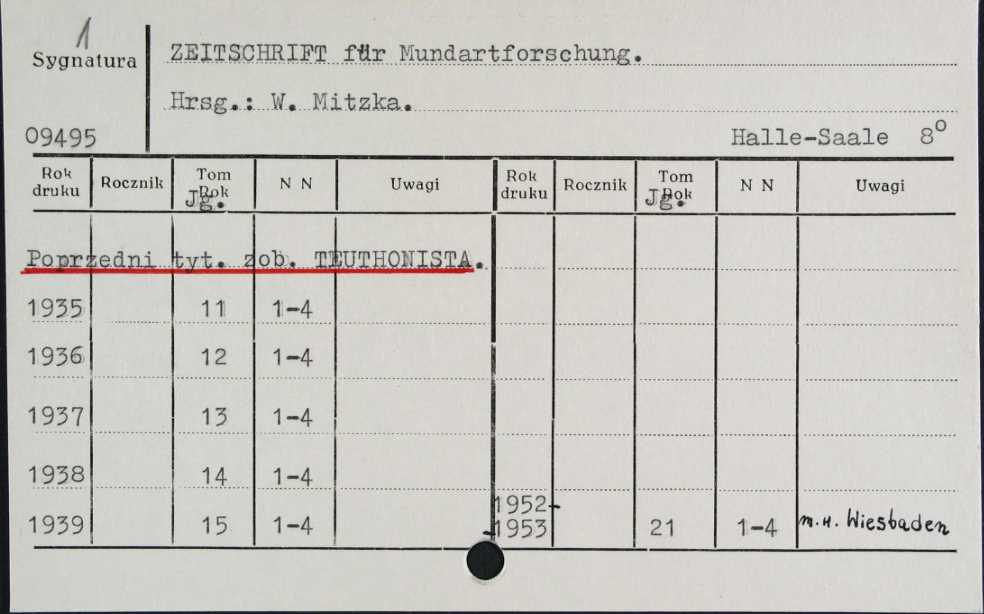 1
Sygnatura
ZEITSCHRIFT für Mundartforschung.
Hrsg.: W. Mitzka.
09495
Halle-Saale 8°
Rok druku Rocznik Tom Rok Jg. N N Uwagi Rok druku Rocznik Tom Rok Jg. N N Uwagi
Poprzedni tyt. zob. TEUTHONISTA.
1935 11 1-4
1936 12 1-4
1937 13 1-4
1938 14 1-4
1939 15 1-4 1952-
-1953 21 1-4 m.w. Wiesbaden